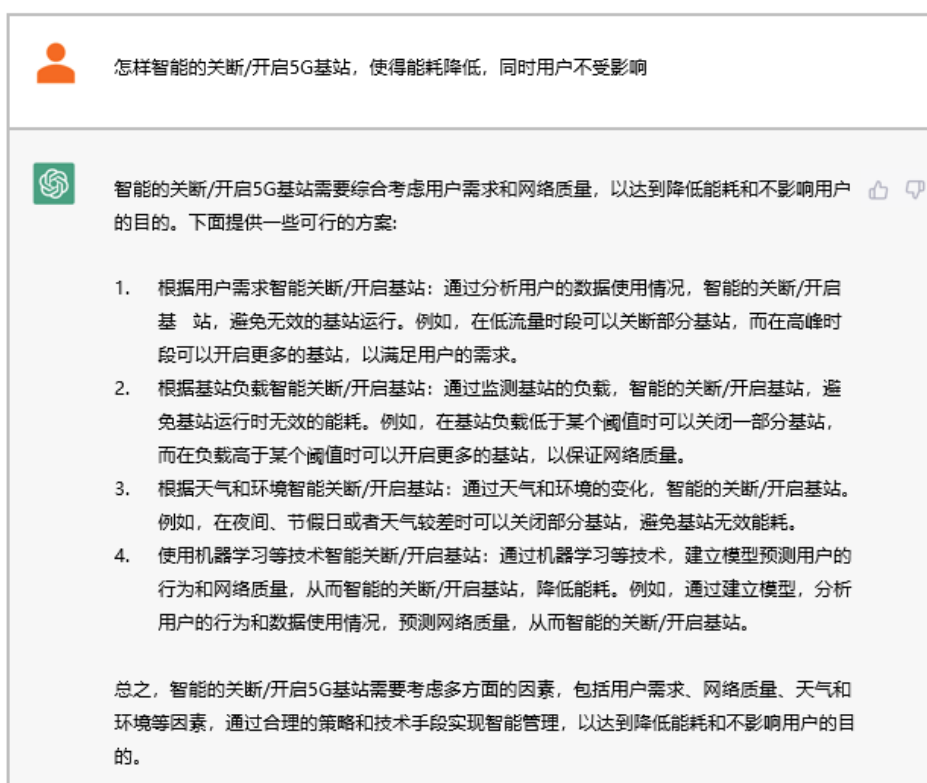 怎样智能的关断/开启5G基站，使得能耗降低，同时用户不受影响
智能的关断/开启5G基站需要综合考虑用户需求和网络质量，以达到降低能耗和不影响用户
的目的。下面提供一些可行的方案:
1. 根据用户需求智能关断/开启基站：通过分析用户的数据使用情况，智能的关断/开启
基 站，避免无效的基站运行。例如，在低流量时段可以关断部分基站，而在高峰时
段可以开启更多的基站，以满足用户的需求。
2. 根据基站负载智能关断/开启基站：通过监测基站的负载，智能的关断/开启基站，避
免基站运行时无效的能耗。例如，在基站负载低于某个阈值时可以关闭一部分基站，
而在负载高于某个阈值时可以开启更多的基站，以保证网络质量。
3. 根据天气和环境智能关断/开启基站：通过天气和环境的变化，智能的关断/开启基站。
例如，在夜间、节假日或者天气较差时可以关闭部分基站，避免基站无效能耗。
4. 使用机器学习等技术智能关断/开启基站：通过机器学习等技术，建立模型预测用户的
行为和网络质量，从而智能的关断/开启基站，降低能耗。例如，通过建立模型，分析
用户的行为和数据使用情况，预测网络质量，从而智能的关断/开启基站。
总之，智能的关断/开启5G基站需要考虑多方面的因素，包括用户需求、网络质量、天气和
环境等因素，通过合理的策略和技术手段实现智能管理，以达到降低能耗和不影响用户的目
的。